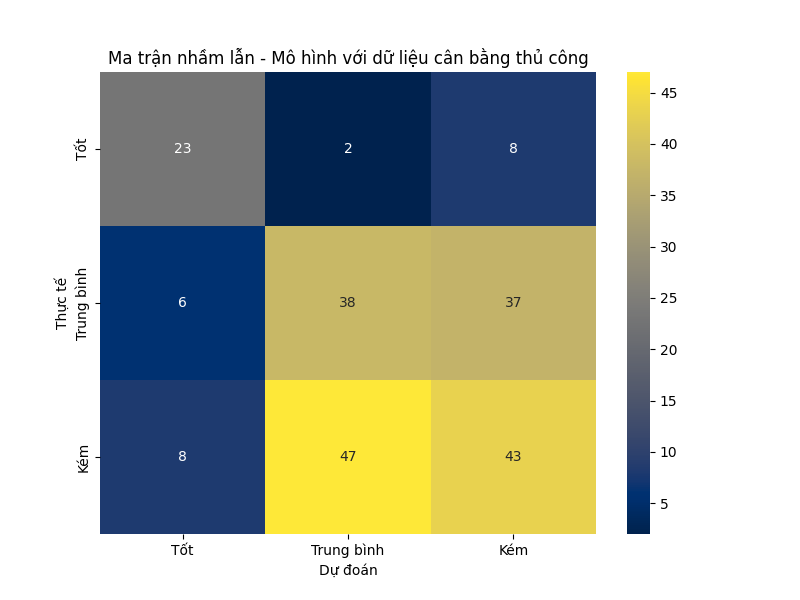 Ma trận nhầm lẫn - Mô hình với dữ liệu cân bằng thủ công
Thực tế
Tốt
23 2 8
Trung bình
6 38 37
Kém
8 47 43
Tốt Trung bình Kém
Dự đoán
45
40
35
30
25
20
15
10
5